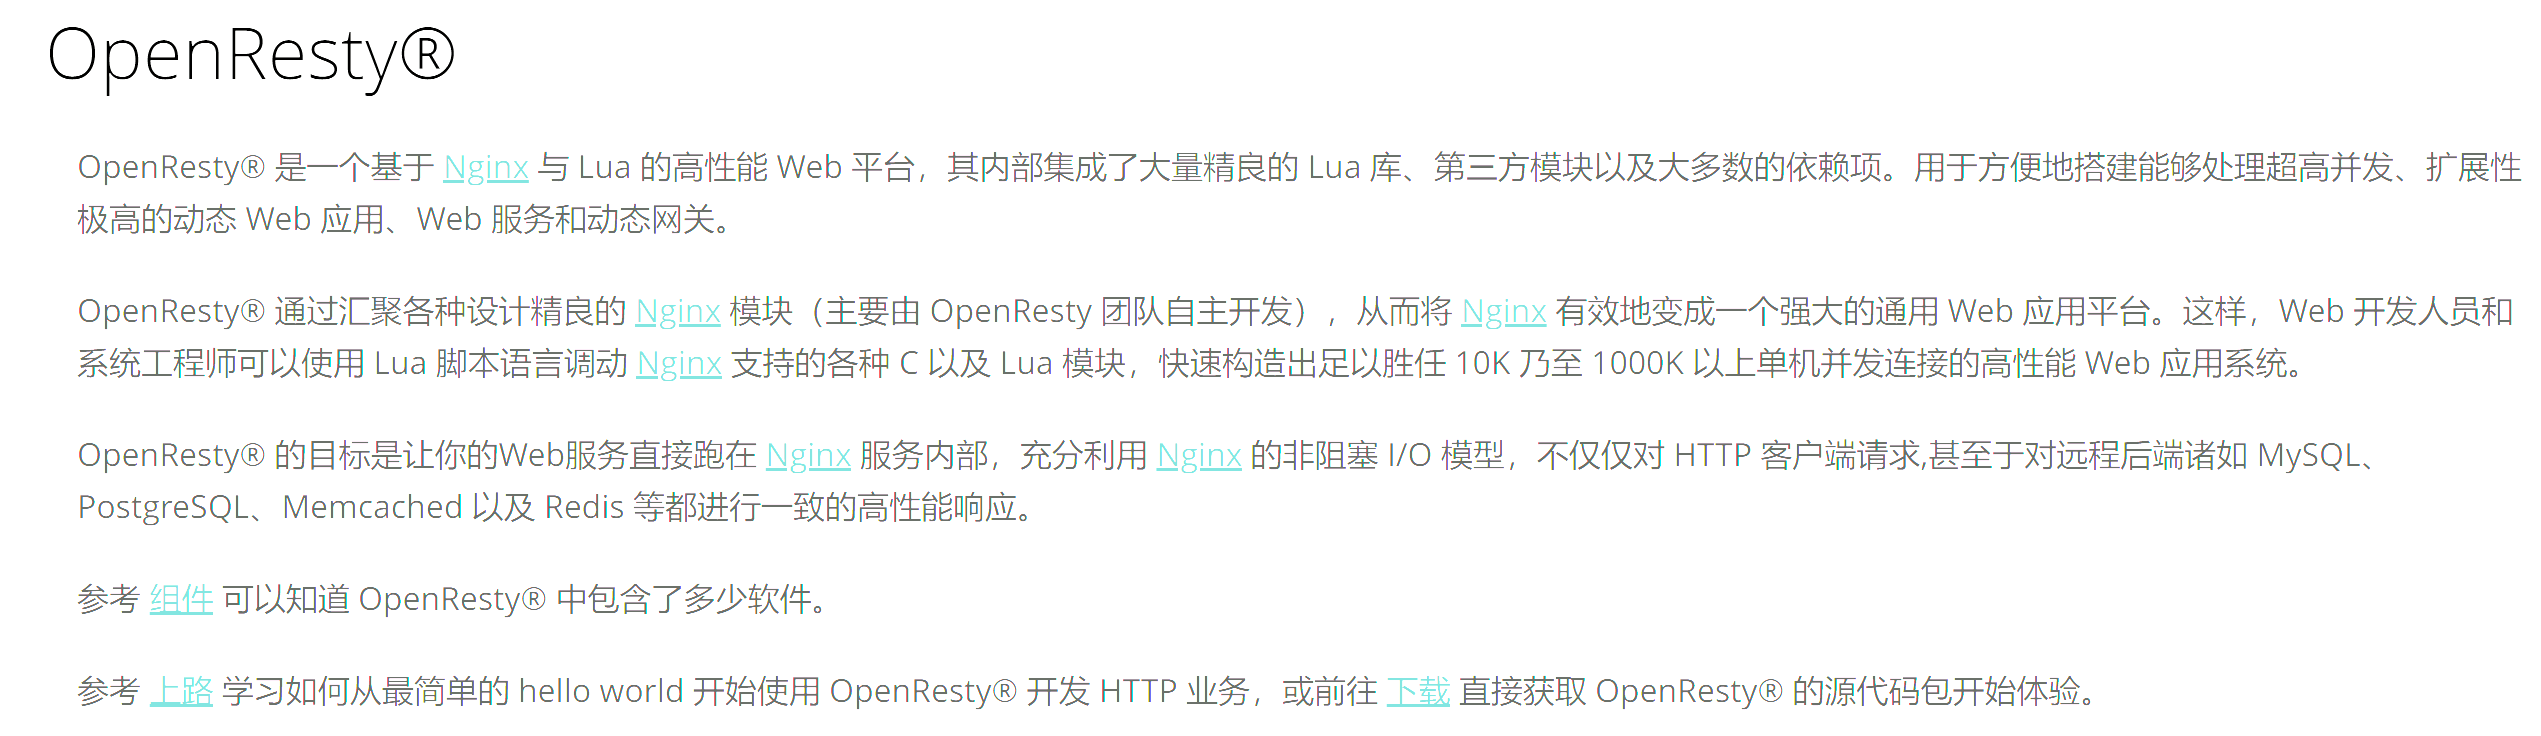 OpenResty®
OpenResty® 是一个基于 Nginx 与 Lua 的高性能 Web 平台，其内部集成了大量精良的 Lua 库、第三方模块以及大多数的依赖项。用于方便地搭建能够处理超高并发、扩展性
极高的动态 Web 应用、Web 服务和动态网关。
OpenResty® 通过汇聚各种设计精良的 Nginx 模块（主要由 OpenResty 团队自主开发），从而将 Nginx 有效地变成一个强大的通用 Web 应用平台。这样，Web 开发人员和
系统工程师可以使用 Lua 脚本语言调动 Nginx 支持的各种 C 以及 Lua 模块，快速构造出足以胜任 10K 乃至 1000K 以上单机并发连接的高性能 Web 应用系统。
OpenResty® 的目标是让你的Web服务直接跑在 Nginx 服务内部，充分利用 Nginx 的非阻塞 I/O 模型，不仅仅对 HTTP 客户端请求,甚至于对远程后端诸如 MySQL、
PostgreSQL、Memcached 以及 Redis 等都进行一致的高性能响应。
参考 组件 可以知道 OpenResty® 中包含了多少软件。
参考 上路 学习如何从最简单的 hello world 开始使用 OpenResty® 开发 HTTP 业务，或前往 下载 直接获取 OpenResty® 的源代码包开始体验。